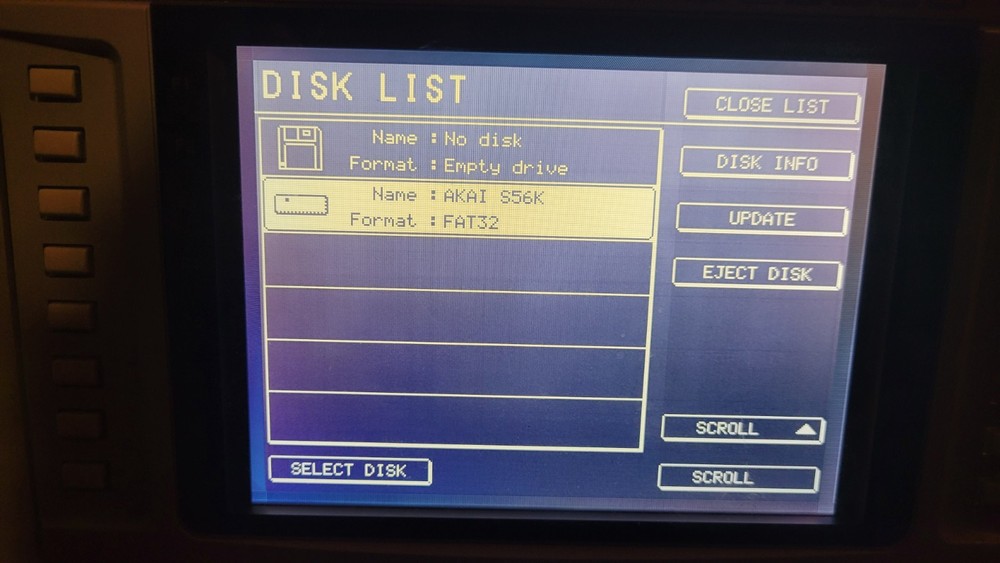 DISK LIST
CLOSE LIST
Name : No disk
Format : Empty drive
DISK INFO
Name : AKAI S56K
Format : FAT32
UPDATE
EJECT DISK
SCROLL
SELECT DISK
SCROLL